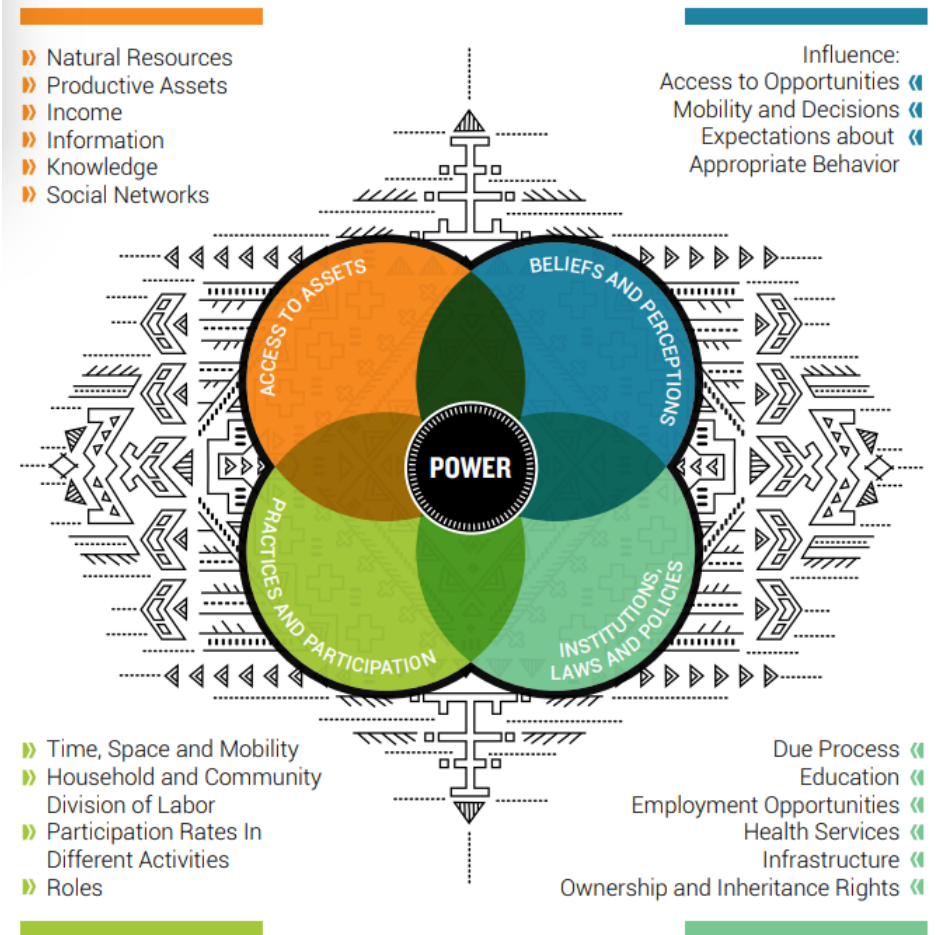 Natural Resources
Productive Assets
Income
Information
Knowledge
Social Networks
Influence:
Access to Opportunities
Mobility and Decisions
Expectations about
Appropriate Behavior
ACCESS TO ASSETS
BELIEFS AND PERCEPTIONS
POWER
PRACTICES AND PARTICIPATION
INSTITUTIONS,
LAWS AND POLICIES
Time, Space and Mobility
Household and Community
Division of Labor
Participation Rates In
Different Activities
Roles
Due Process
Education
Employment Opportunities
Health Services
Infrastructure
Ownership and Inheritance Rights